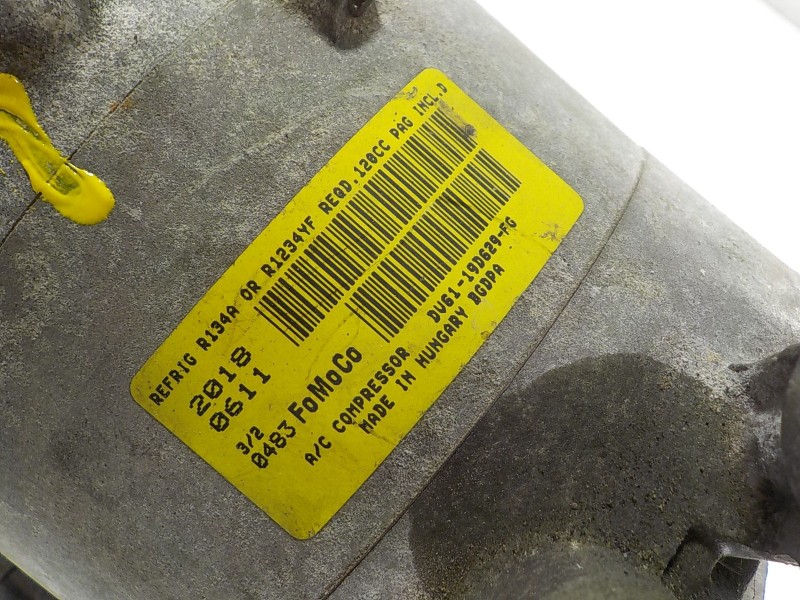 REFRIG R134A OR R1234YF REQD.120CC PAG INCL.D
2018
0611
3/2
0483 FoMoCo
A/C COMPRESSOR DV61-19D629-FG
MADE IN HUNGARY BGDPA